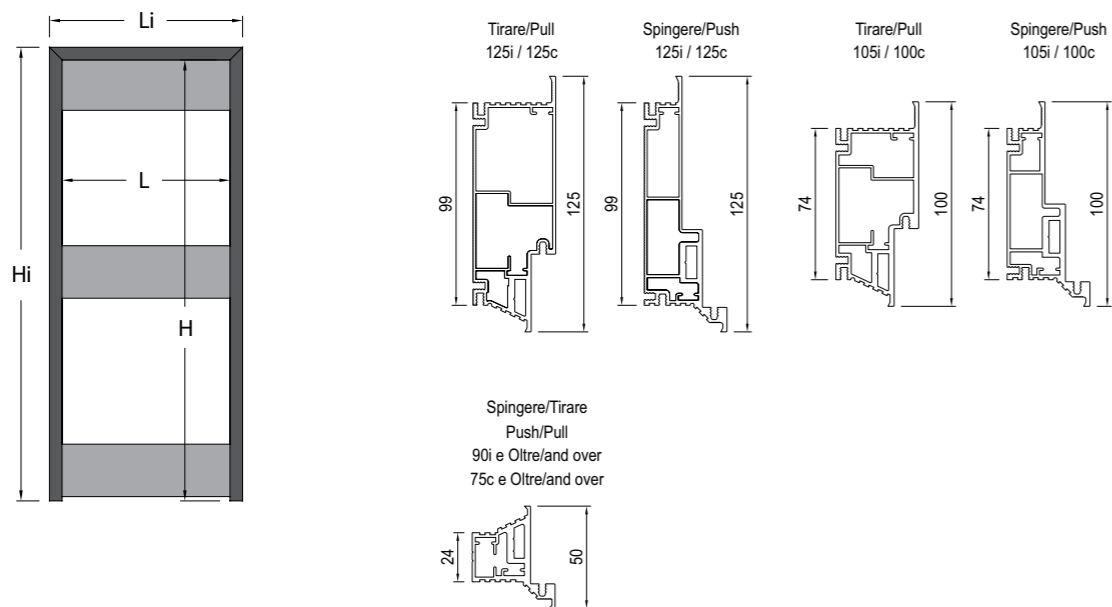 Li
Hi
L
H
Tirare/Pull
125i / 125c
99
125
Spingere/Push
125i / 125c
99
125
Tirare/Pull
105i / 100c
74
100
Spingere/Push
105i / 100c
74
100
Spingere/Tirare
Push/Pull
90i e Oltre/and over
75c e Oltre/and over
24
50